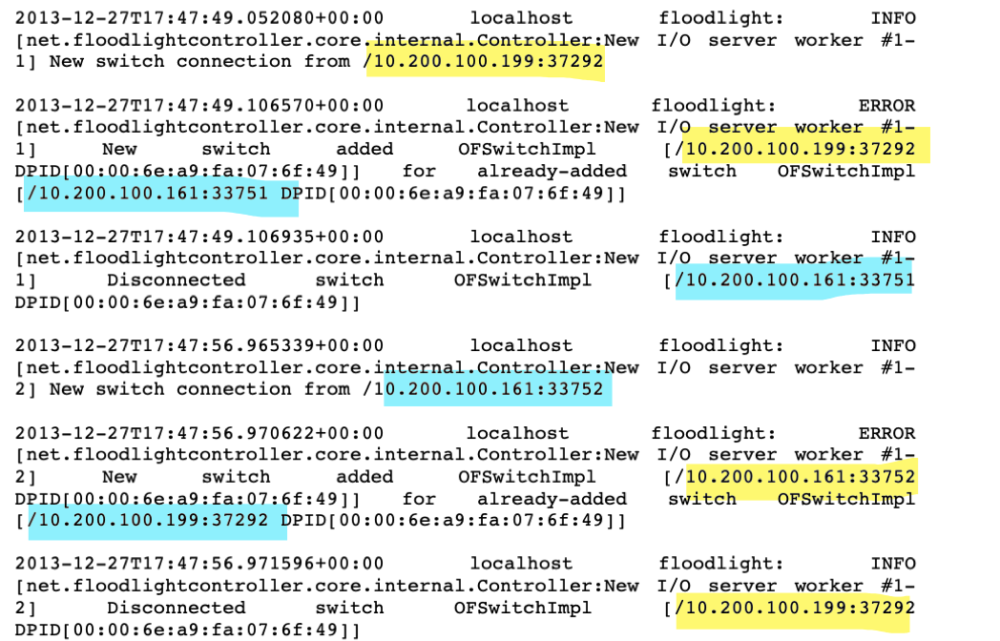 2013-12-27T17:47:49.052080+00:00 localhost floodlight: INFO
[net.floodlightcontroller.core.internal.Controller:New I/O server worker #1-
1] New switch connection from /10.200.100.199:37292
2013-12-27T17:47:49.106570+00:00 localhost floodlight: ERROR
[net.floodlightcontroller.core.internal.Controller:New I/O server worker #1-
1] New switch added OFSwitchImpl [/10.200.100.199:37292
DPID[00:00:6e:a9:fa:07:6f:49]] for already-added switch OFSwitchImpl
[/10.200.100.161:33751 DPID[00:00:6e:a9:fa:07:6f:49]]
2013-12-27T17:47:49.106935+00:00 localhost floodlight: INFO
[net.floodlightcontroller.core.internal.Controller:New I/O server worker #1-
1] Disconnected switch OFSwitchImpl [/10.200.100.161:33751
DPID[00:00:6e:a9:fa:07:6f:49]]
2013-12-27T17:47:56.965339+00:00 localhost floodlight: INFO
[net.floodlightcontroller.core.internal.Controller:New I/O server worker #1-
2] New switch connection from /10.200.100.161:33752
2013-12-27T17:47:56.970622+00:00 localhost floodlight: ERROR
[net.floodlightcontroller.core.internal.Controller:New I/O server worker #1-
2] New switch added OFSwitchImpl [/10.200.100.161:33752
DPID[00:00:6e:a9:fa:07:6f:49]] for already-added switch OFSwitchImpl
[/10.200.100.199:37292 DPID[00:00:6e:a9:fa:07:6f:49]]
2013-12-27T17:47:56.971596+00:00 localhost floodlight: INFO
[net.floodlightcontroller.core.internal.Controller:New I/O server worker #1-
2] Disconnected switch OFSwitchImpl [/10.200.100.199:37292
DPID[00:00:6e:a9:fa:07:6f:49]]